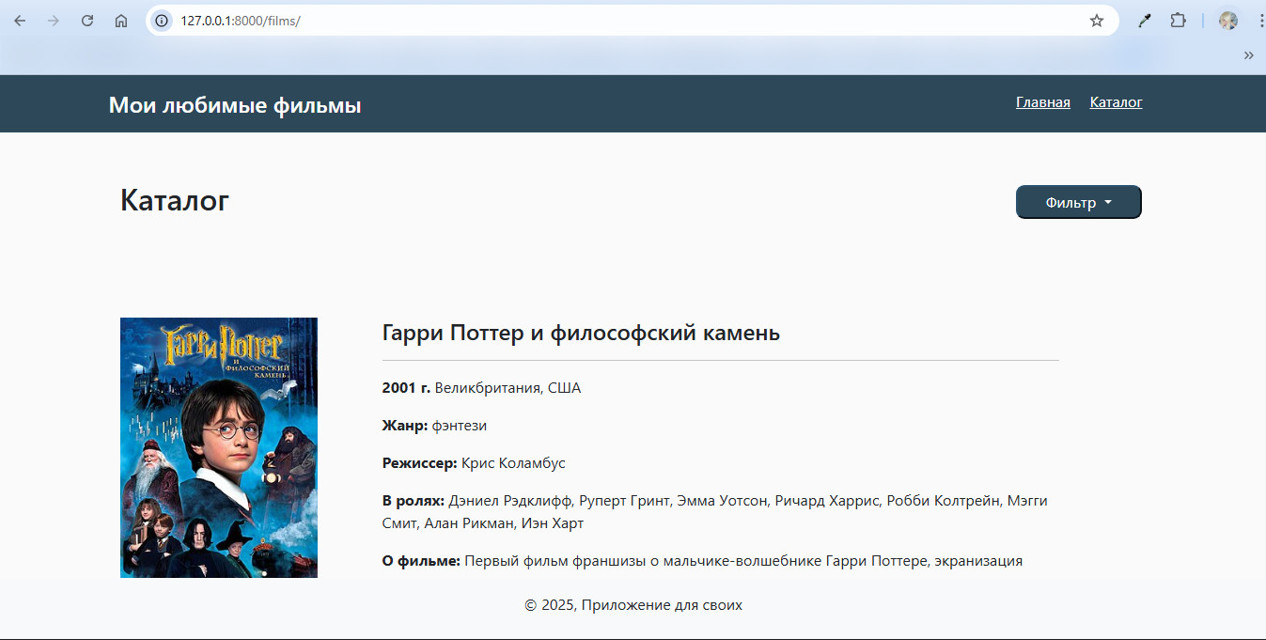 127.0.0.1:8000/films/
Мои любимые фильмы
Главная Каталог
Каталог
Фильтр
Гарри Поттер
и
философский
камень
Гарри Поттер и философский камень
2001 г. Великбритания, США
Жанр: фэнтези
Режиссер: Крис Коламбус
В ролях: Дэниел Рэдклифф, Руперт Гринт, Эмма Уотсон, Ричард Харрис, Робби Колтрейн, Мэгги
Смит, Алан Рикман, Иэн Харт
О фильме: Первый фильм франшизы о мальчике-волшебнике Гарри Поттере, экранизация
© 2025, Приложение для своих